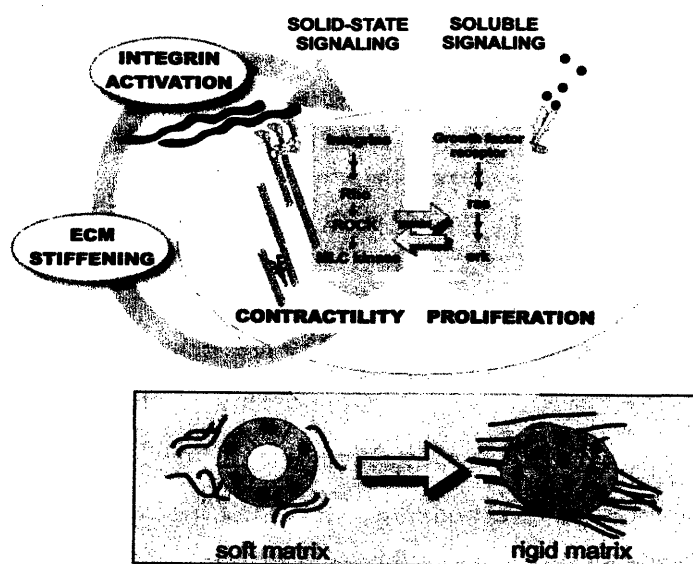 SOLID-STATE
SIGNALING
SOLUBLE
SIGNALING
INTEGRIN
ACTIVATION
Integrins
Growth factor
receptor
Rho
ras
ROCK
MLC kinase
erk
ECM
STIFFENING
CONTRACTILITY
PROLIFERATION
soft matrix
rigid matrix